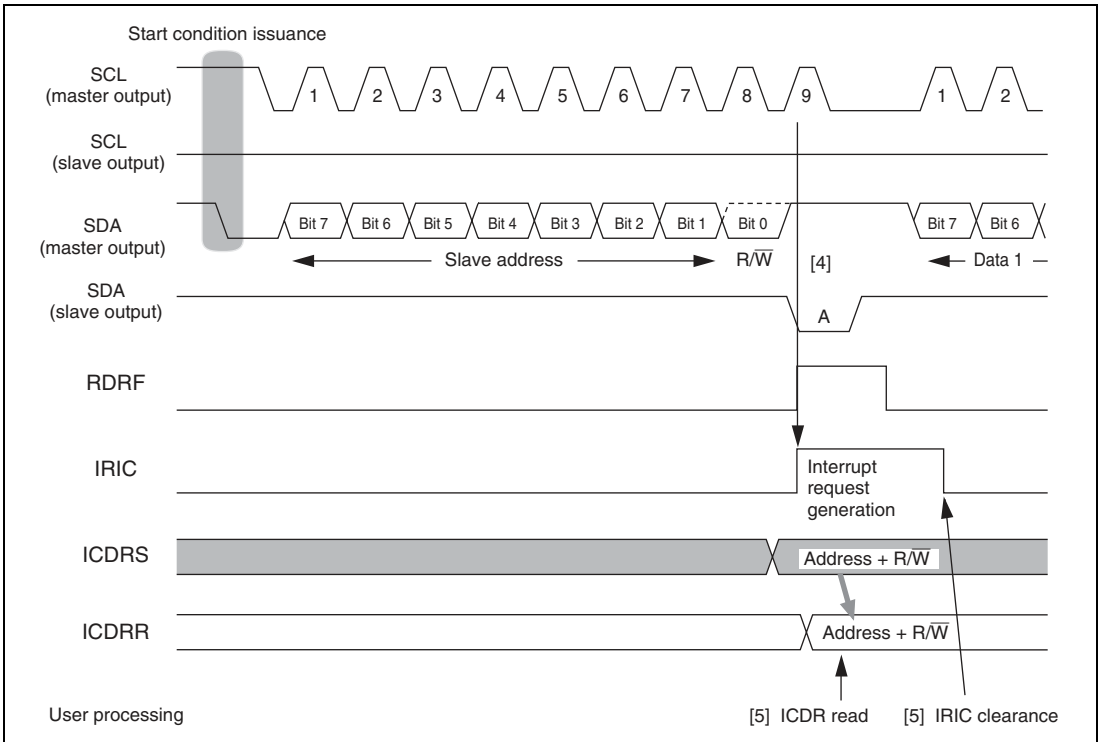 Start condition issuance
SCL
(master output)
1 2 3 4 5 6 7 8 9 1 2
SCL
(slave output)
SDA
(master output)
Bit 7 Bit 6 Bit 5 Bit 4 Bit 3 Bit 2 Bit 1 Bit 0 Bit 7 Bit 6
Slave address R/W̅ [4] Data 1
SDA
(slave output)
A
RDRF
IRIC
Interrupt
request
generation
ICDRS
Address + R/W̅
ICDRR
Address + R/W̅
User processing
[5] ICDR read
[5] IRIC clearance